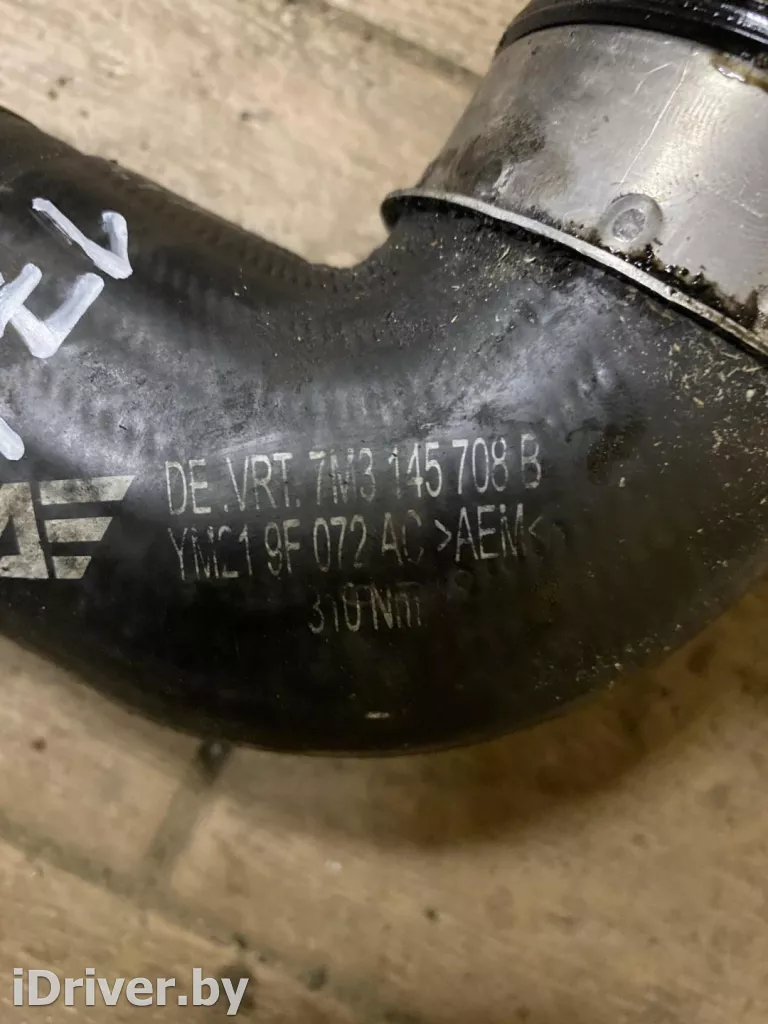 DE .VRT. 7M3 145 708 B
YM21 9F 072 AC >AEM<
310 Nm
iDriver.by